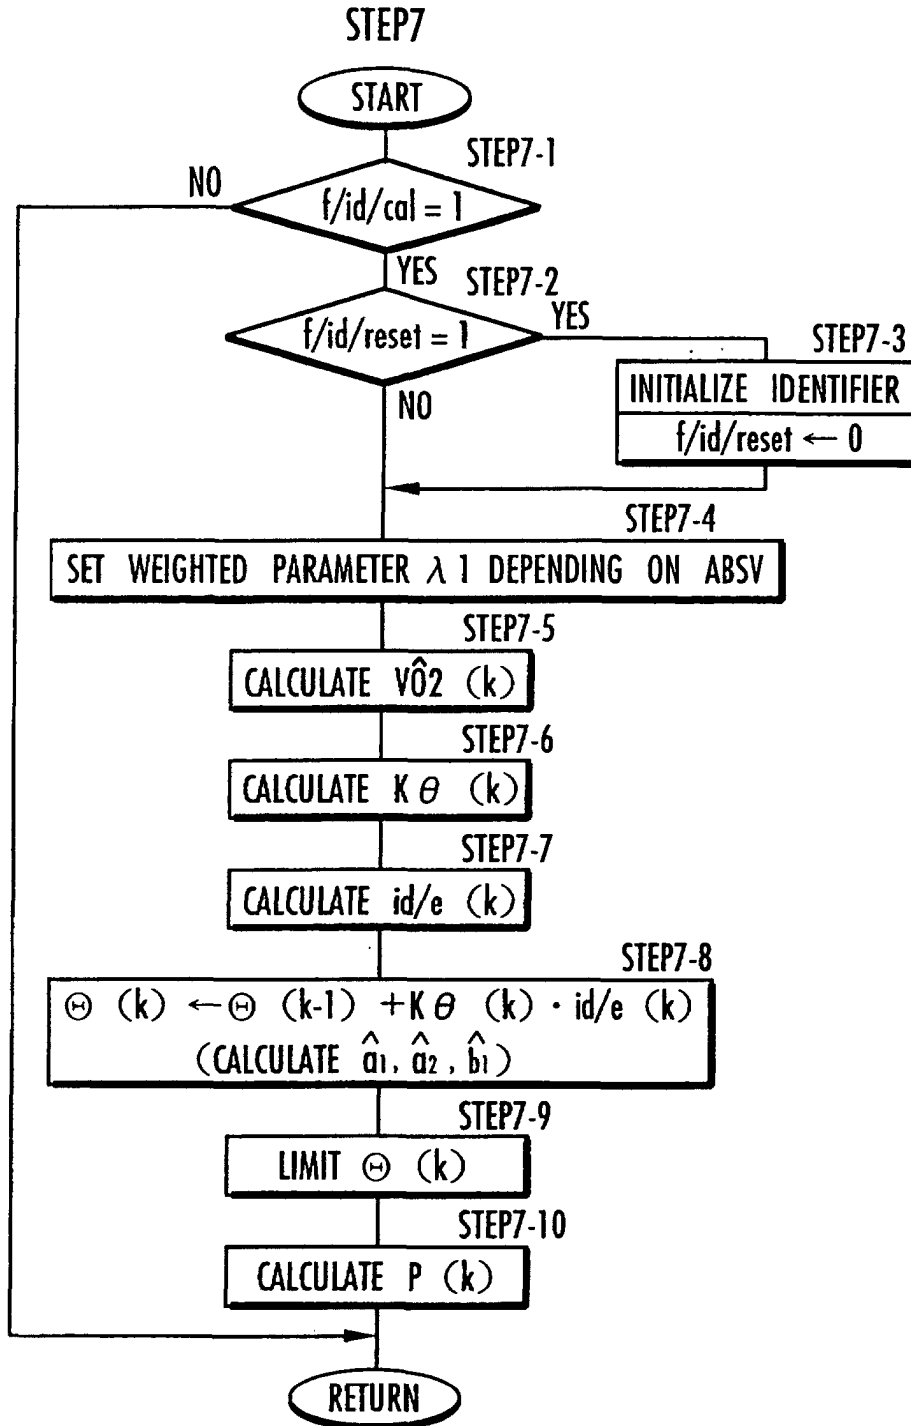 STEP7
START
STEP7-1
NO
f/id/cal = 1
YES
STEP7-2
f/id/reset = 1
YES
STEP7-3
INITIALIZE IDENTIFIER
f/id/reset ← 0
NO
STEP7-4
SET WEIGHTED PARAMETER λ 1 DEPENDING ON ABSV
STEP7-5
CALCULATE VÔ2 (k)
STEP7-6
CALCULATE K θ (k)
STEP7-7
CALCULATE id/e (k)
STEP7-8
Θ (k) ← Θ (k-1) + K θ (k) · id/e (k)
(CALCULATE â1, â2, b̂1)
STEP7-9
LIMIT Θ (k)
STEP7-10
CALCULATE P (k)
RETURN